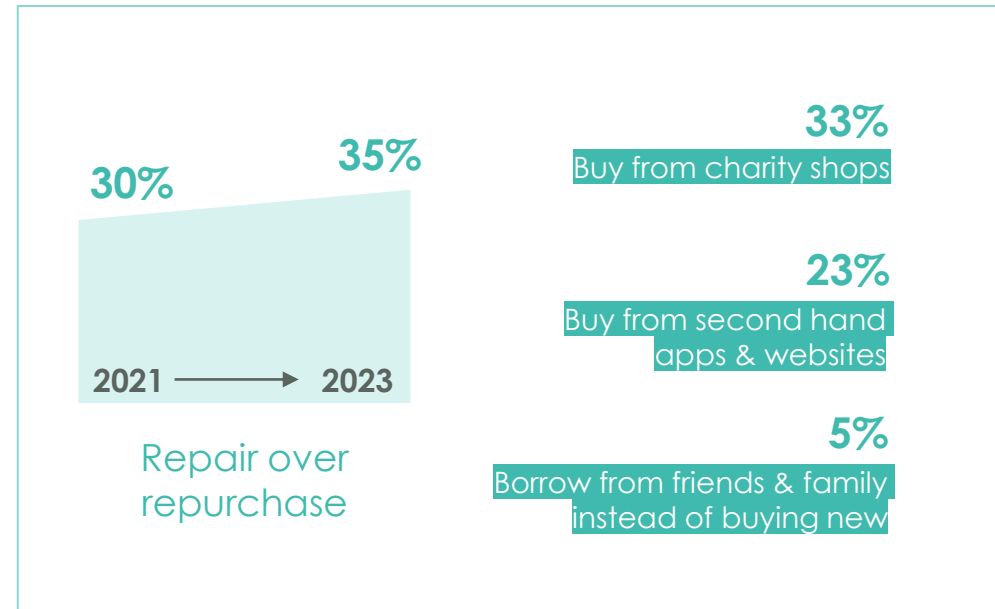 30%
35%
2021
2023
Repair over
repurchase
33%
Buy from charity shops
23%
Buy from second hand
apps & websites
5%
Borrow from friends & family
instead of buying new